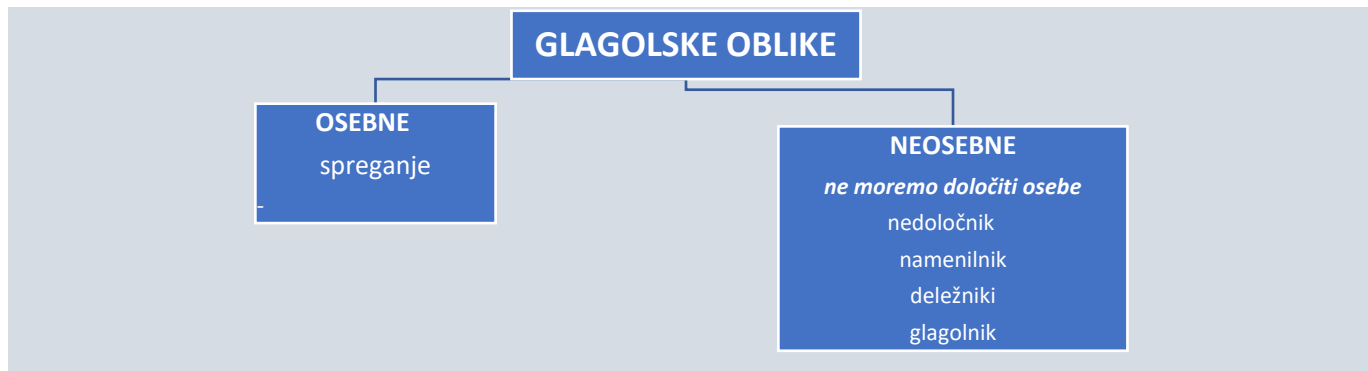 GLAGOLSKE OBLIKE
OSEBNE
spreganje
-
NEOSEBNE
ne moremo določiti osebe
nedoločnik
namenilnik
deležniki
glagolnik